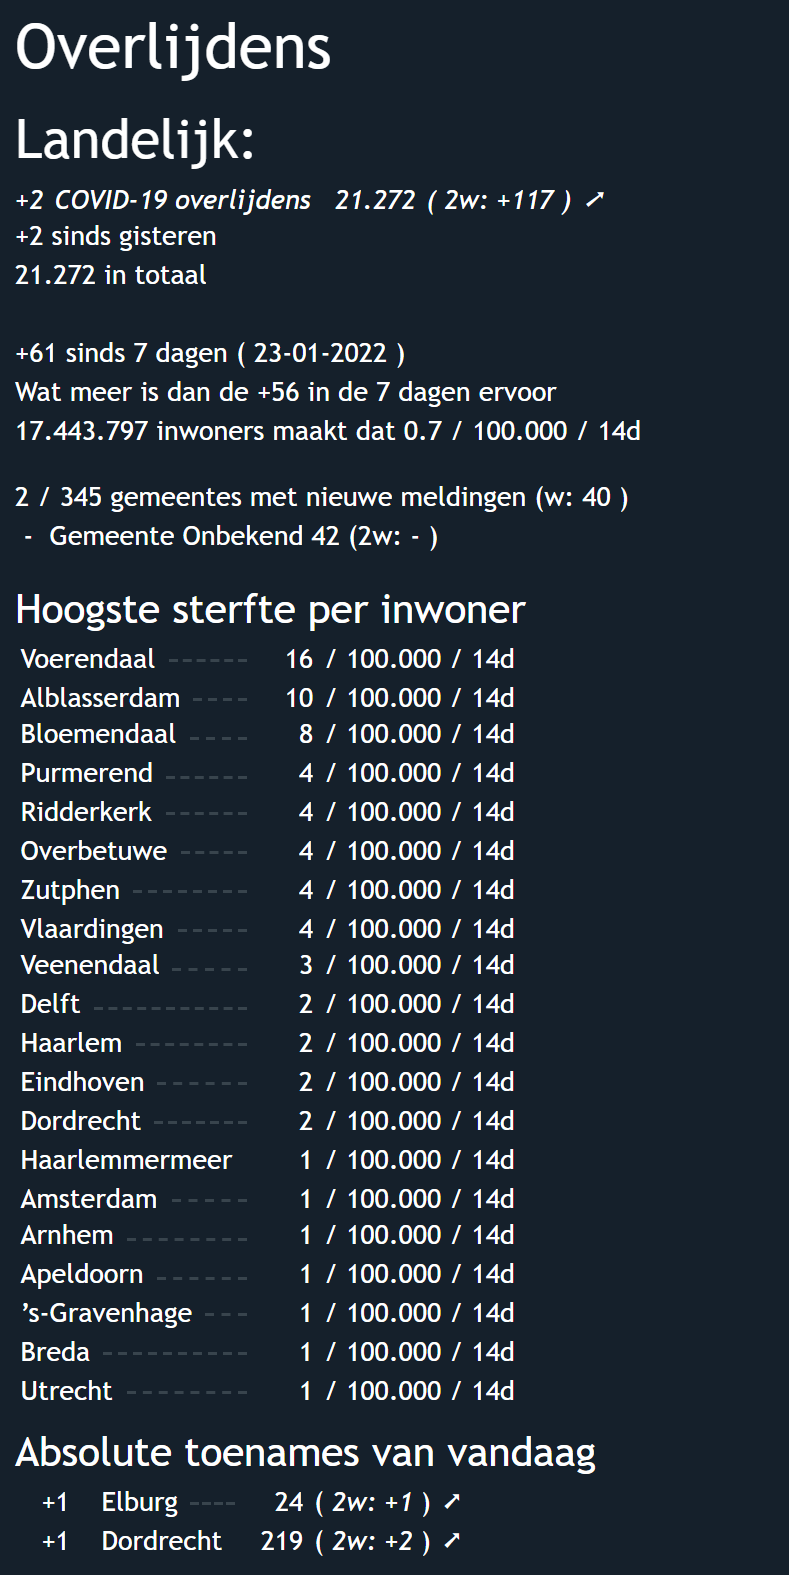 Overlijdens
Landelijk:
+2 COVID-19 overlijdens 21.272 ( 2w: +117 ) ➚
+2 sinds gisteren
21.272 in totaal
+61 sinds 7 dagen ( 23-01-2022 )
Wat meer is dan de +56 in de 7 dagen ervoor
17.443.797 inwoners maakt dat 0.7 / 100.000 / 14d
2 / 345 gemeentes met nieuwe meldingen (w: 40 )
- Gemeente Onbekend 42 (2w: - )
Hoogste sterfte per inwoner
Voerendaal ------ 16 / 100.000 / 14d
Alblasserdam ---- 10 / 100.000 / 14d
Bloemendaal ---- 8 / 100.000 / 14d
Purmerend ------ 4 / 100.000 / 14d
Ridderkerk ------ 4 / 100.000 / 14d
Overbetuwe ----- 4 / 100.000 / 14d
Zutphen -------- 4 / 100.000 / 14d
Vlaardingen ----- 4 / 100.000 / 14d
Veenendaal ----- 3 / 100.000 / 14d
Delft ----------- 2 / 100.000 / 14d
Haarlem -------- 2 / 100.000 / 14d
Eindhoven ------ 2 / 100.000 / 14d
Dordrecht ------- 2 / 100.000 / 14d
Haarlemmermeer 1 / 100.000 / 14d
Amsterdam ----- 1 / 100.000 / 14d
Arnhem -------- 1 / 100.000 / 14d
Apeldoorn ------ 1 / 100.000 / 14d
’s-Gravenhage --- 1 / 100.000 / 14d
Breda ---------- 1 / 100.000 / 14d
Utrecht -------- 1 / 100.000 / 14d
Absolute toenames van vandaag
+1 Elburg ---- 24 ( 2w: +1 ) ➚
+1 Dordrecht 219 ( 2w: +2 ) ➚